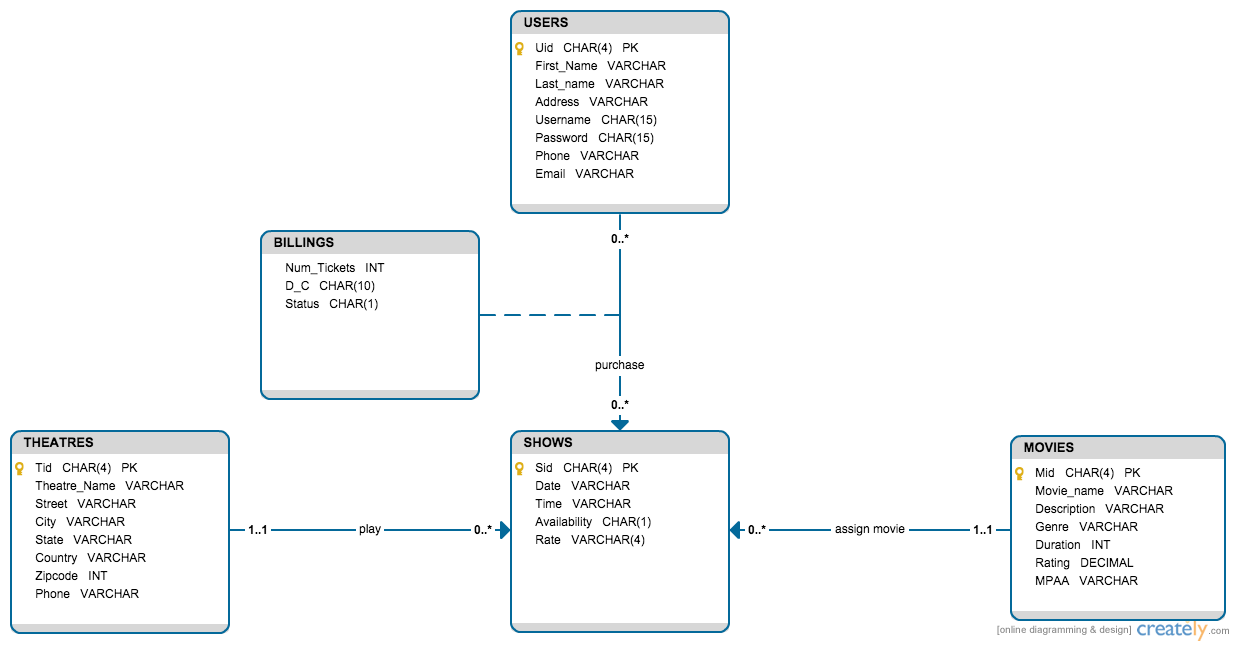 USERS
Uid CHAR(4) PK
First_Name VARCHAR
Last_name VARCHAR
Address VARCHAR
Username CHAR(15)
Password CHAR(15)
Phone VARCHAR
Email VARCHAR
0..*
BILLINGS
Num_Tickets INT
D_C CHAR(10)
Status CHAR(1)
purchase
0..*
THEATRES
Tid CHAR(4) PK
Theatre_Name VARCHAR
Street VARCHAR
City VARCHAR
State VARCHAR
Country VARCHAR
Zipcode INT
Phone VARCHAR
1..1 play 0..*
SHOWS
Sid CHAR(4) PK
Date VARCHAR
Time VARCHAR
Availability CHAR(1)
Rate VARCHAR(4)
0..* assign movie 1..1
MOVIES
Mid CHAR(4) PK
Movie_name VARCHAR
Description VARCHAR
Genre VARCHAR
Duration INT
Rating DECIMAL
MPAA VARCHAR
[online diagramming & design] creately.com